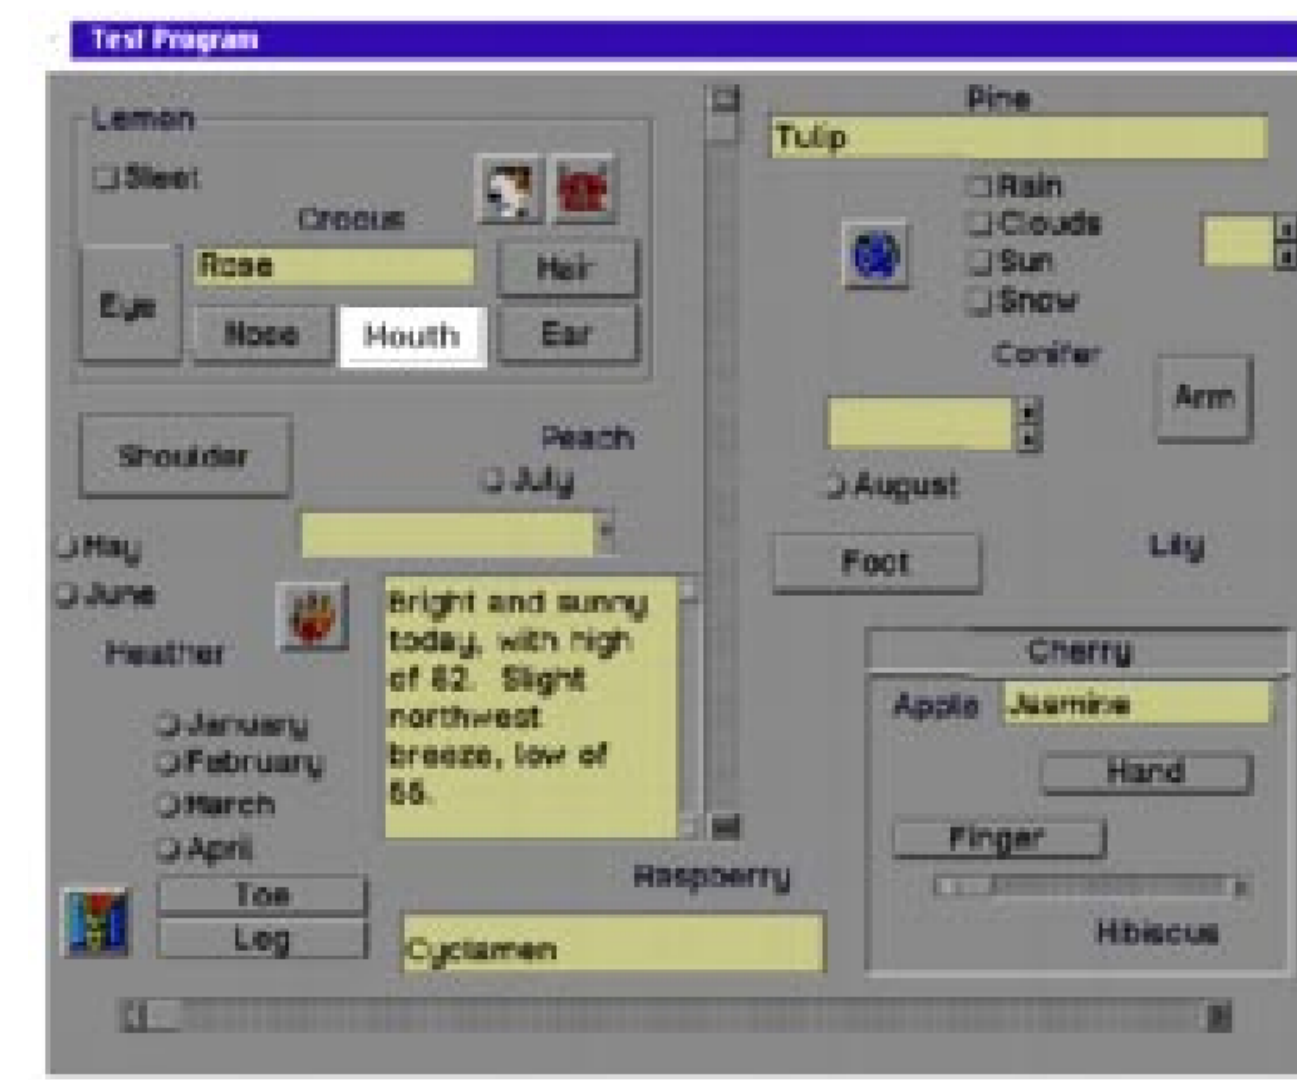 Test Program
Lemon
Sleet
Crocus
Rose
Eye
Hair
Nose
Mouth
Ear
Shoulder
Peach
July
May
June
Heather
Bright and sunny
today, with high
of 82. Slight
northwest
breeze, low of
January
February
March
April
Toe
Leg
Raspberry
Cyclamen
Pine
Tulip
Rain
Clouds
Sun
Snow
Conifer
Arm
August
Foot
Lily
Cherry
Apple
Jasmine
Hand
Finger
Hibiscus